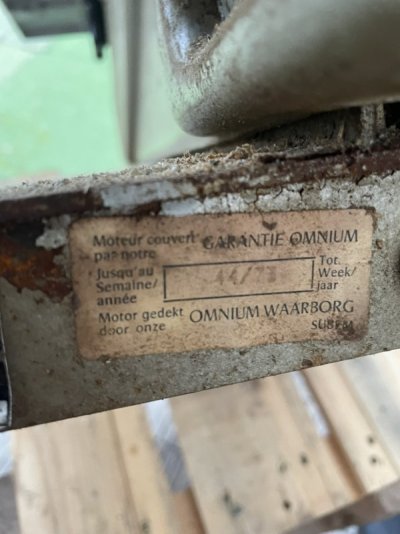 Moteur couvert GARANTIE OMNIUM
par notre
Jusqu'au Tot.
Semaine/ 44/73 Week/
année jaar
Motor gedekt OMNIUM WAARBORG
door onze SUBEM